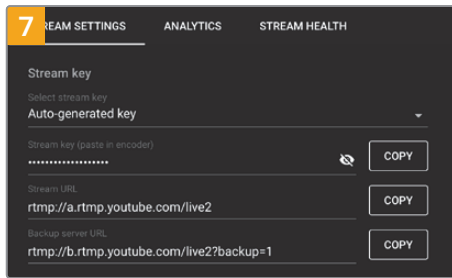 7
REAM SETTINGS ANALYTICS STREAM HEALTH
Stream key
Select stream key
Auto-generated key
Stream key (paste in encoder)
•••••••••••••••••••
COPY
Stream URL
rtmp://a.rtmp.youtube.com/live2
COPY
Backup server URL
rtmp://b.rtmp.youtube.com/live2?backup=1
COPY